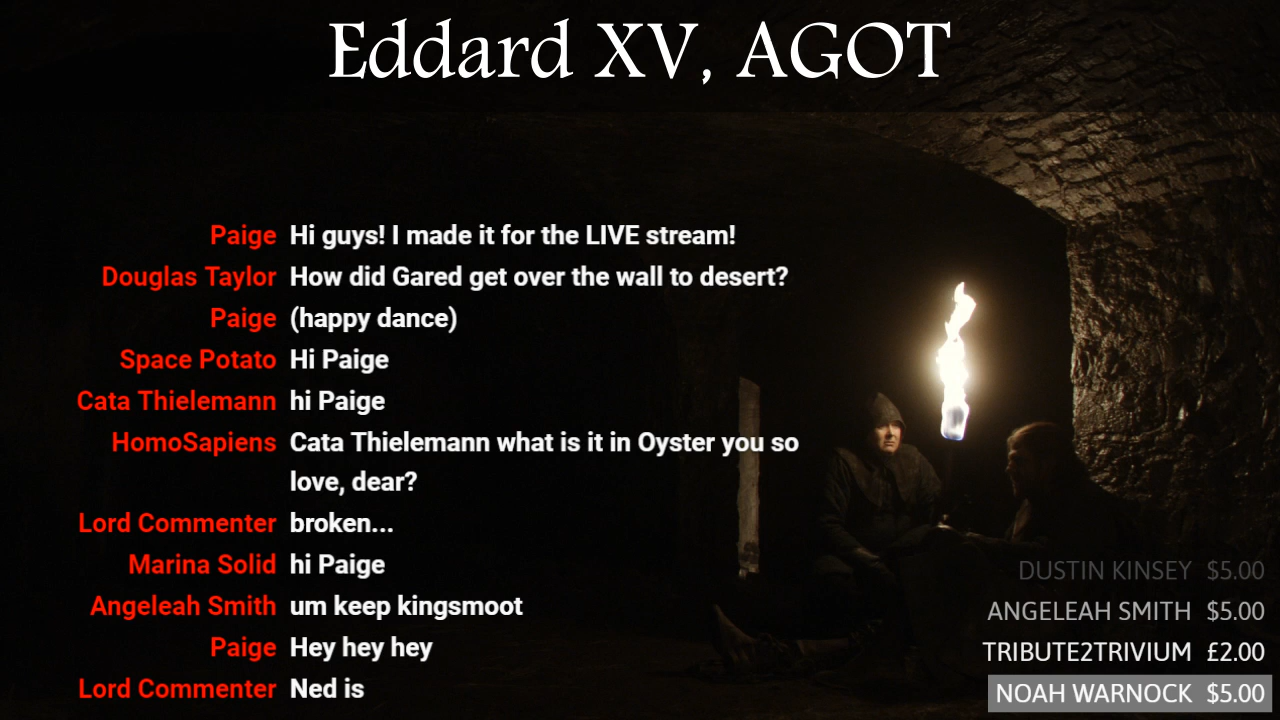 Eddard XV, AGOT
Paige Hi guys! I made it for the LIVE stream!
Douglas Taylor How did Gared get over the wall to desert?
Paige (happy dance)
Space Potato Hi Paige
Cata Thielemann hi Paige
HomoSapiens Cata Thielemann what is it in Oyster you so
love, dear?
Lord Commenter broken...
Marina Solid hi Paige
Angeleah Smith um keep kingsmoot
Paige Hey hey hey
Lord Commenter Ned is
DUSTIN KINSEY $5.00
ANGELEAH SMITH $5.00
TRIBUTE2TRIVIUM £2.00
NOAH WARNOCK $5.00